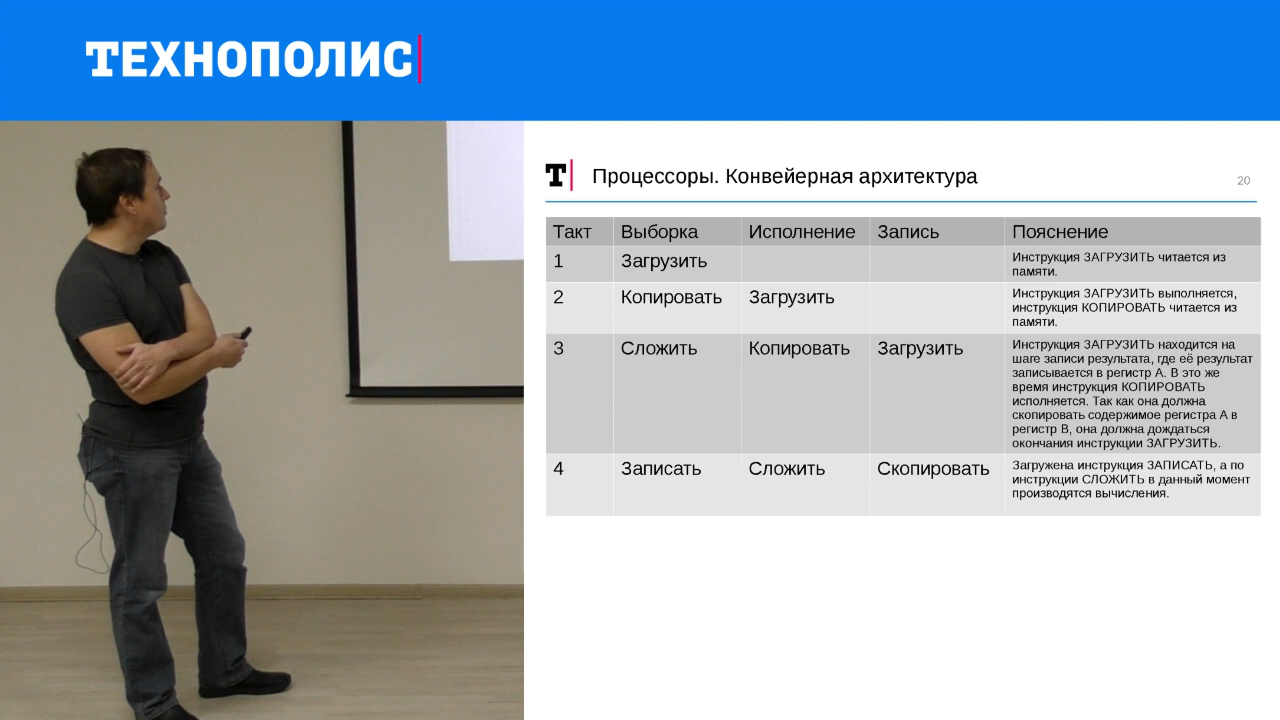 ТЕХНОПОЛИС
Т Процессоры. Конвейерная архитектура 20
Такт Выборка Исполнение Запись Пояснение
1 Загрузить Инструкция ЗАГРУЗИТЬ читается из
памяти.
2 Копировать Загрузить Инструкция ЗАГРУЗИТЬ выполняется,
инструкция КОПИРОВАТЬ читается из
памяти.
3 Сложить Копировать Загрузить Инструкция ЗАГРУЗИТЬ находится на
шаге записи результата, где её результат
записывается в регистр А. В это же
время инструкция КОПИРОВАТЬ
исполняется. Так как она должна
скопировать содержимое регистра А в
регистр В, она должна дождаться
окончания инструкции ЗАГРУЗИТЬ.
4 Записать Сложить Скопировать Загружена инструкция ЗАПИСАТЬ, а по
инструкции СЛОЖИТЬ в данный момент
производятся вычисления.